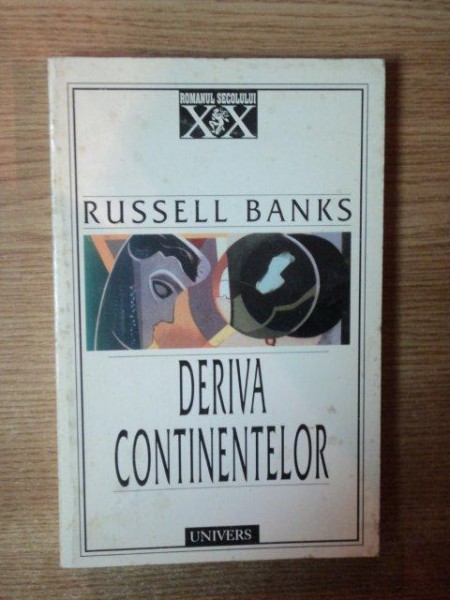 ROMANUL SECOLULUI
XX
RUSSELL BANKS
DERIVA
CONTINENTELOR
UNIVERS